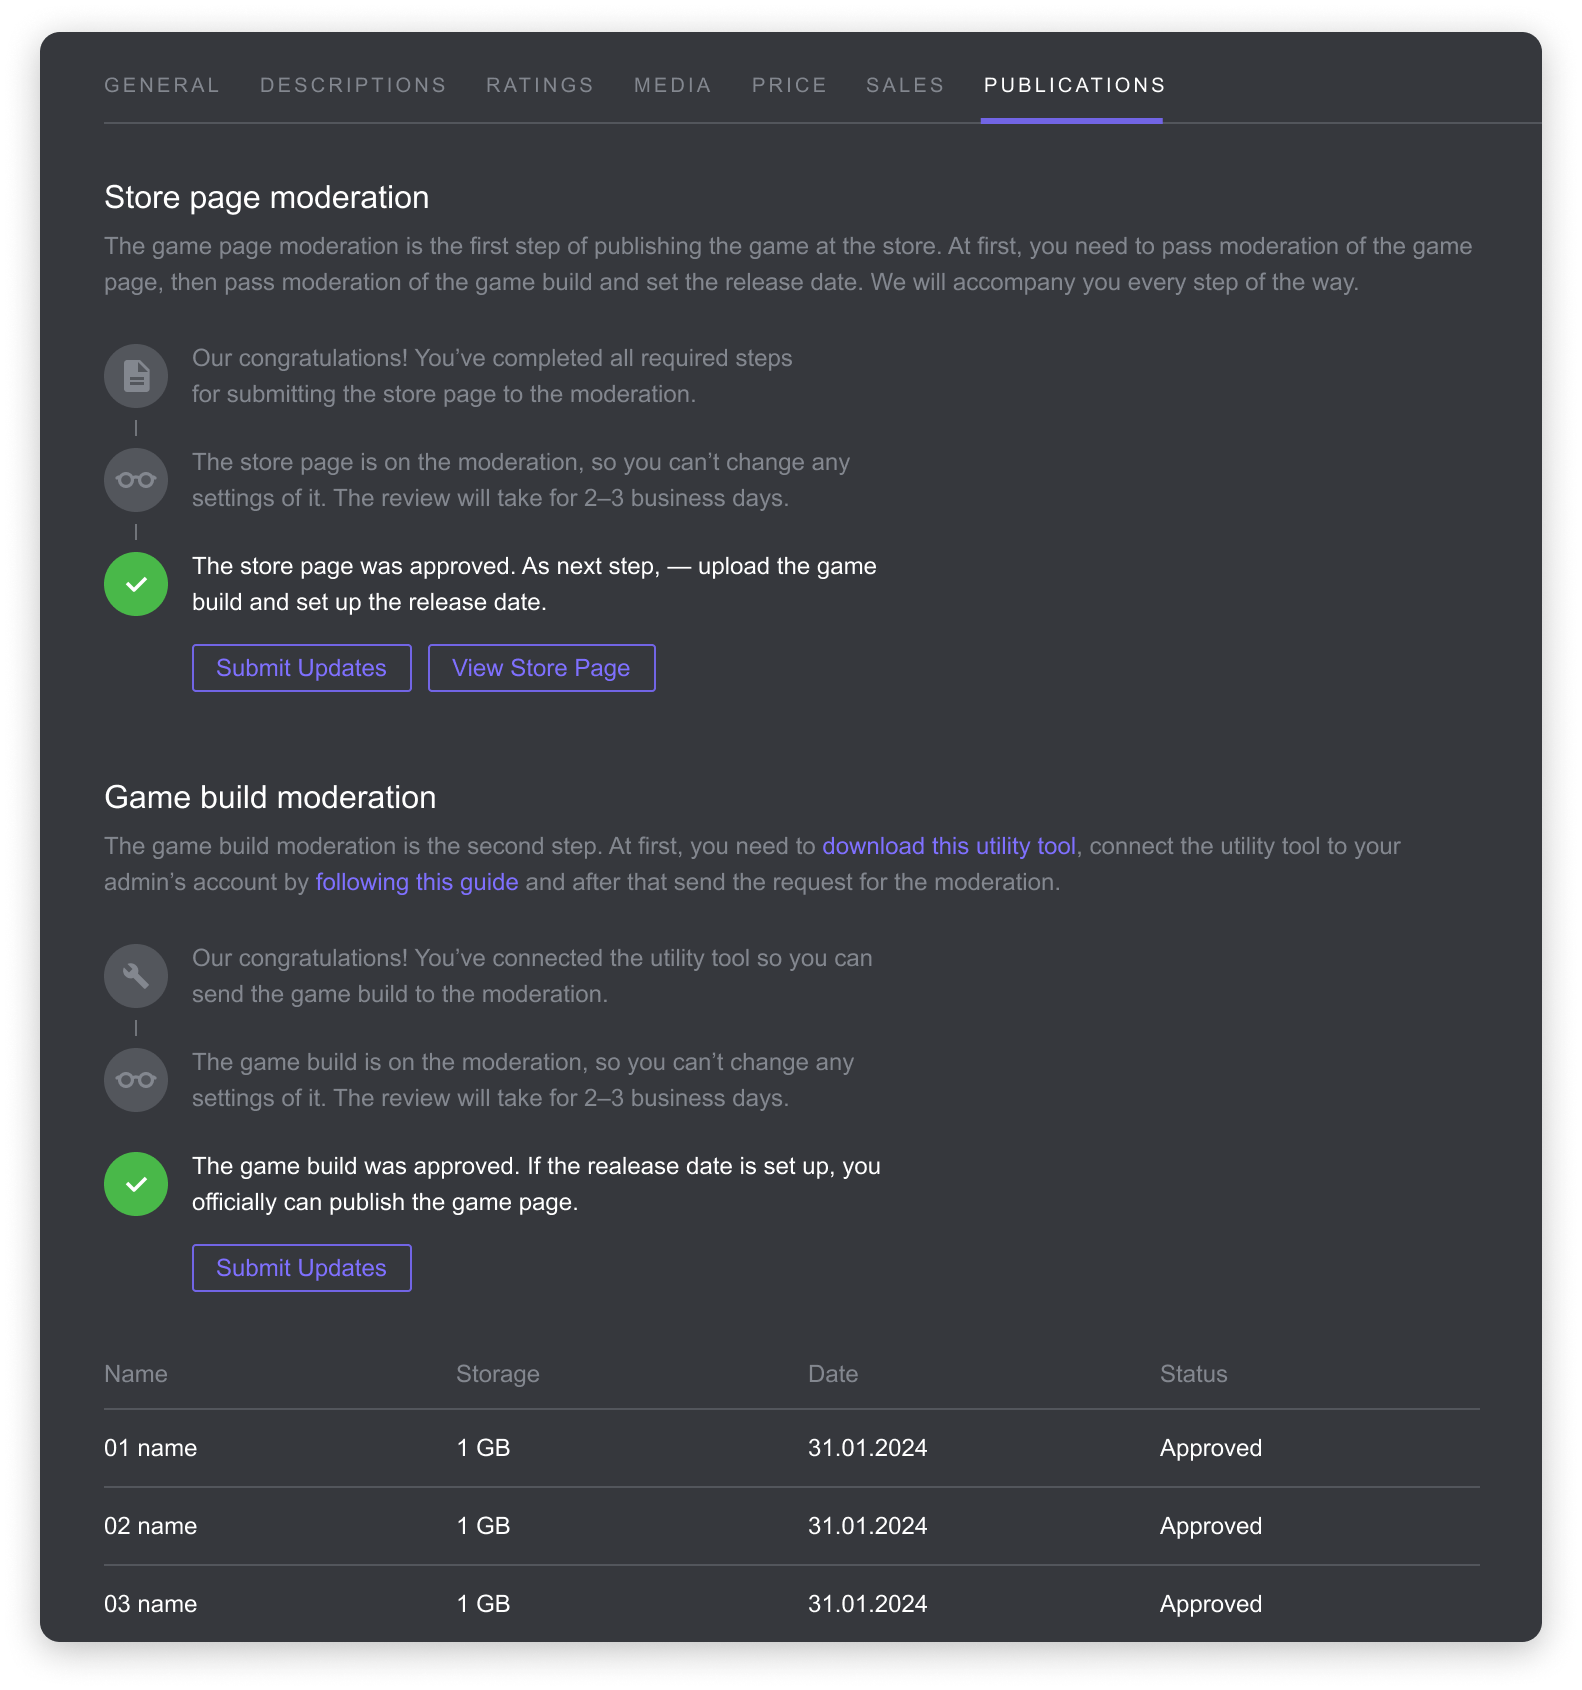 GENERAL DESCRIPTIONS RATINGS MEDIA PRICE SALES PUBLICATIONS
Store page moderation
The game page moderation is the first step of publishing the game at the store. At first, you need to pass moderation of the game
page, then pass moderation of the game build and set the release date. We will accompany you every step of the way.
Our congratulations! You’ve completed all required steps
for submitting the store page to the moderation.
The store page is on the moderation, so you can’t change any
settings of it. The review will take for 2–3 business days.
The store page was approved. As next step, — upload the game
build and set up the release date.
Submit Updates View Store Page
Game build moderation
The game build moderation is the second step. At first, you need to download this utility tool, connect the utility tool to your
admin’s account by following this guide and after that send the request for the moderation.
Our congratulations! You’ve connected the utility tool so you can
send the game build to the moderation.
The game build is on the moderation, so you can’t change any
settings of it. The review will take for 2–3 business days.
The game build was approved. If the realease date is set up, you
officially can publish the game page.
Submit Updates
Name Storage Date Status
01 name 1 GB 31.01.2024 Approved
02 name 1 GB 31.01.2024 Approved
03 name 1 GB 31.01.2024 Approved